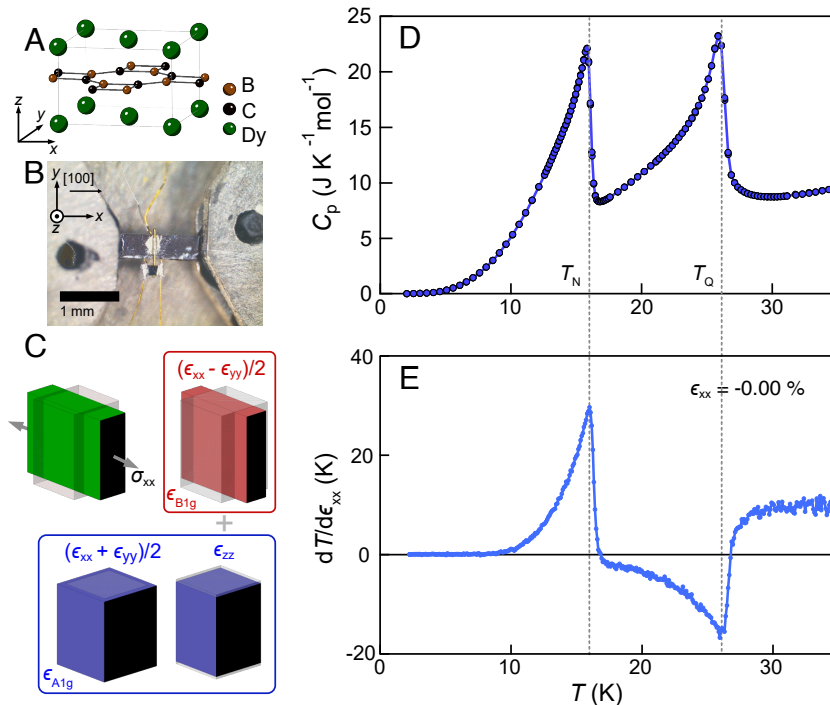 A
B
C
Dy
z
y
x
B
[100]
y
z
x
1 mm
C
(ϵxx - ϵyy)/2
σxx
ϵB1g
+
(ϵxx + ϵyy)/2
ϵzz
ϵA1g
D
Cp (J K -1 mol-1)
25
20
15
10
5
0
TN
TQ
0
10
20
30
E
ϵxx = -0.00 %
dT/dϵxx (K)
40
20
0
-20
0
10
20
30
T (K)